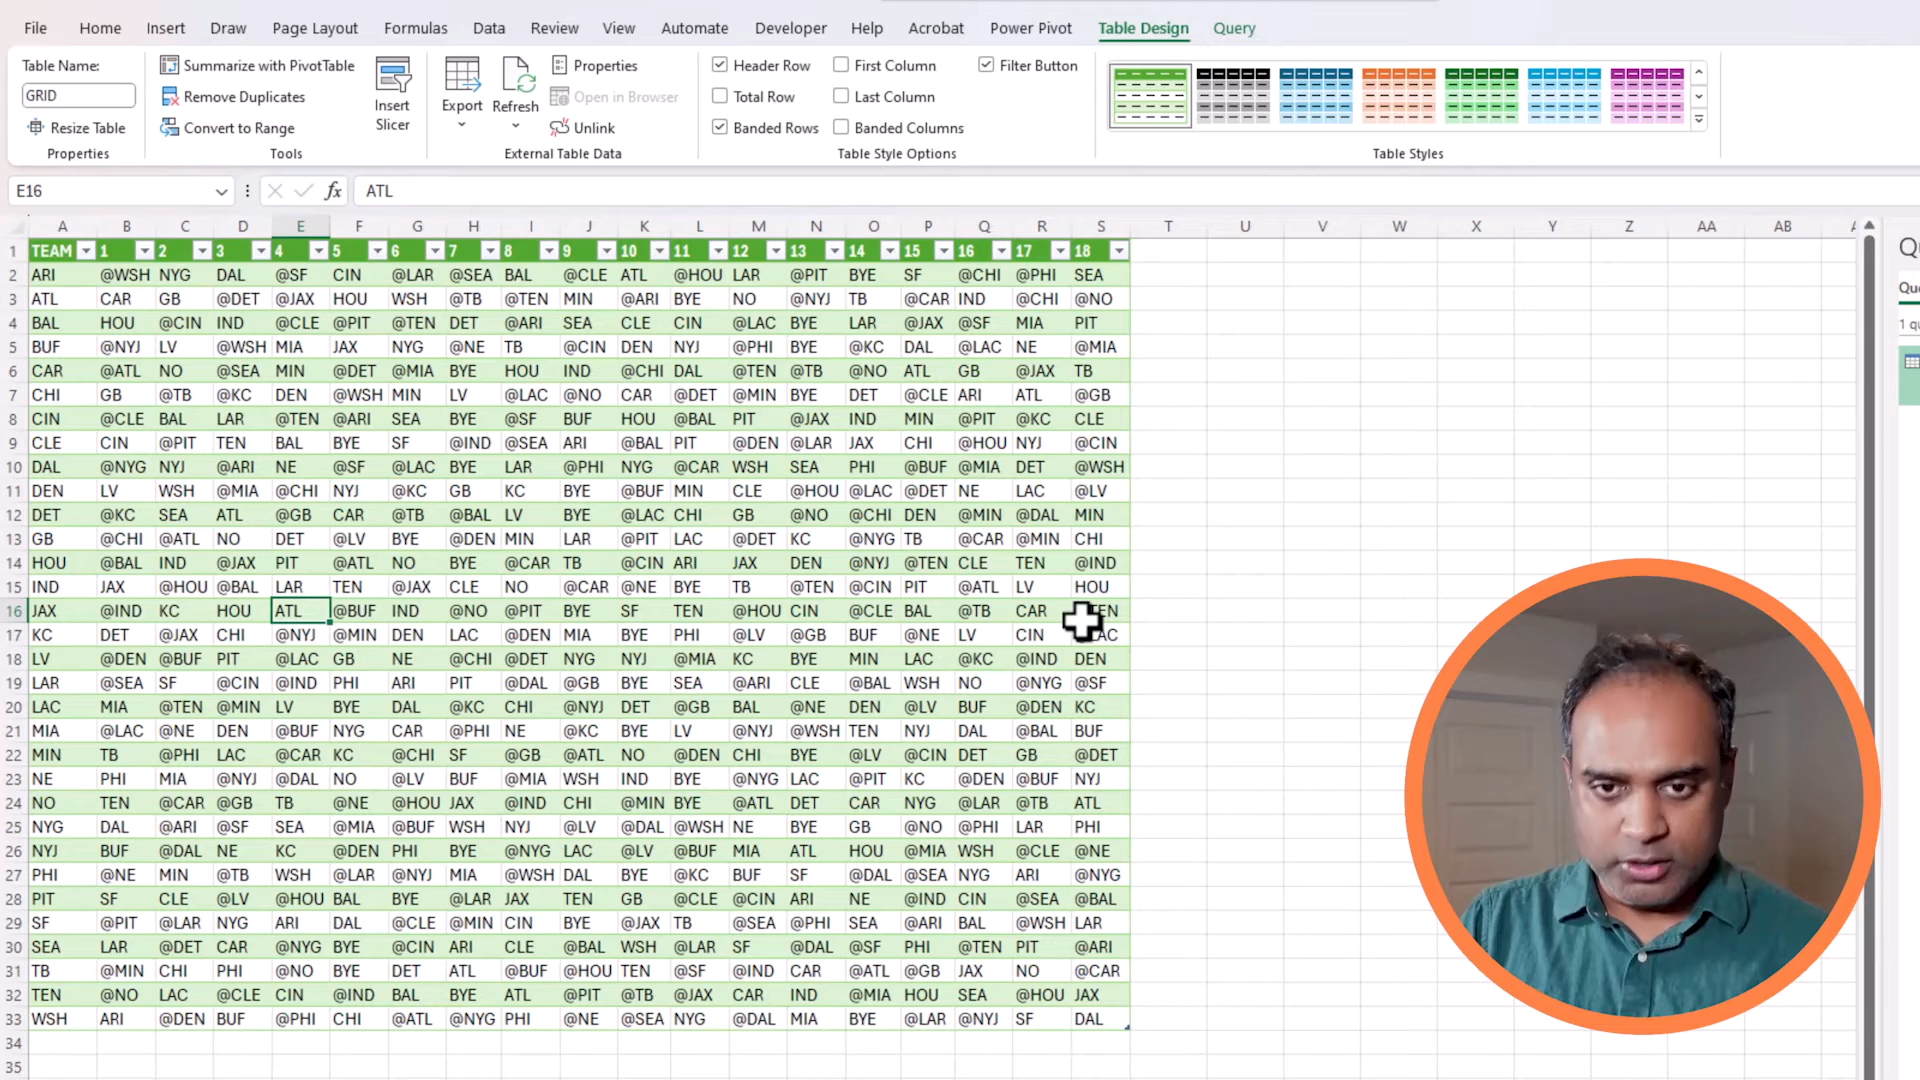 File Home Insert Draw Page Layout Formulas Data Review View Automate Developer Help Acrobat Power Pivot Table Design Query
Table Name: Summarize with PivotTable Properties Header Row First Column Filter Button
GRID Remove Duplicates Insert Slicer Export Refresh Open in Browser Total Row Last Column
Resize Table Convert to Range Unlink Banded Rows Banded Columns
Properties Tools External Table Data Table Style Options Table Styles
E16 fx ATL
A B C D E F G H I J K L M N O P Q R S T U V W X Y Z AA AB
1 TEAM 1 2 3 4 5 6 7 8 9 10 11 12 13 14 15 16 17 18
2 ARI @WSH NYG DAL @SF CIN @LAR @SEA BAL @CLE ATL @HOU LAR @PIT BYE SF @CHI @PHI SEA
3 ATL CAR GB @DET @JAX HOU WSH @TB @TEN MIN @ARI BYE NO @NYJ TB @CAR IND @CHI @NO
4 BAL HOU @CIN IND @CLE @PIT @TEN DET @ARI SEA CLE CIN @LAC BYE LAR @JAX @SF MIA PIT
5 BUF @NYJ LV @WSH MIA JAX NYG @NE TB @CIN DEN NYJ @PHI BYE @KC DAL @LAC NE @MIA
6 CAR @ATL NO @SEA MIN @DET @MIA BYE HOU IND @CHI DAL @TEN @TB @NO ATL GB @JAX TB
7 CHI GB @TB @KC DEN @WSH MIN LV @LAC @NO CAR @DET @MIN BYE DET @CLE ARI ATL @GB
8 CIN @CLE BAL LAR @TEN @ARI SEA BYE @SF BUF HOU @BAL PIT @JAX IND MIN @PIT @KC CLE
9 CLE CIN @PIT TEN BAL BYE SF @IND @SEA ARI @BAL PIT @DEN @LAR JAX CHI @HOU NYJ @CIN
10 DAL @NYG NYJ @ARI NE @SF @LAC BYE LAR @PHI NYG @CAR WSH SEA PHI @BUF @MIA DET @WSH
11 DEN LV WSH @MIA @CHI NYJ @KC GB KC BYE @BUF MIN CLE @HOU @LAC @DET NE LAC @LV
12 DET @KC SEA ATL @GB CAR @TB @BAL LV BYE @LAC CHI GB @NO @CHI DEN @MIN @DAL MIN
13 GB @CHI @ATL NO DET @LV BYE @DEN MIN LAR @PIT LAC @DET KC @NYG TB @CAR @MIN CHI
14 HOU @BAL IND @JAX PIT @ATL NO BYE @CAR TB @CIN ARI JAX DEN @NYJ @TEN CLE TEN @IND
15 IND JAX @HOU @BAL LAR TEN @JAX CLE NO @CAR @NE BYE TB @TEN @CIN PIT @ATL LV HOU
16 JAX @IND KC HOU ATL @BUF IND @NO @PIT BYE SF TEN @HOU CIN @CLE BAL @TB CAR
17 KC DET @JAX CHI @NYJ @MIN DEN LAC @DEN MIA BYE PHI @LV @GB BUF @NE LV CIN
18 LV @DEN @BUF PIT @LAC GB NE @CHI @DET NYG NYJ @MIA KC BYE MIN LAC @KC @IND DEN
19 LAR @SEA SF @CIN @IND PHI ARI PIT @DAL @GB BYE SEA @ARI CLE @BAL WSH NO @NYG @SF
20 LAC MIA @TEN @MIN LV BYE DAL @KC CHI @NYJ DET @GB BAL @NE DEN @LV BUF @DEN KC
21 MIA @LAC @NE DEN @BUF NYG CAR @PHI NE @KC BYE LV @NYJ @WSH TEN NYJ DAL @BAL BUF
22 MIN TB @PHI LAC @CAR KC @CHI SF @GB @ATL NO @DEN CHI BYE @LV @CIN DET GB @DET
23 NE PHI MIA @NYJ @DAL NO @LV BUF @MIA WSH IND BYE @NYG LAC @PIT KC @DEN @BUF NYJ
24 NO TEN @CAR @GB TB @NE @HOU JAX @IND CHI @MIN BYE @ATL DET CAR NYG @LAR @TB ATL
25 NYG DAL @ARI @SF SEA @MIA @BUF WSH NYJ @LV @DAL @WSH NE BYE GB @NO @PHI LAR PHI
26 NYJ BUF @DAL NE KC @DEN PHI BYE @NYG LAC @LV @BUF MIA ATL HOU @MIA WSH @CLE @NE
27 PHI @NE MIN @TB WSH @LAR @NYJ MIA @WSH DAL BYE @KC BUF SF @DAL @SEA NYG ARI @NYG
28 PIT SF CLE @LV @HOU BAL BYE @LAR JAX TEN GB @CLE @CIN ARI NE @IND CIN @SEA @BAL
29 SF @PIT @LAR NYG ARI DAL @CLE @MIN CIN BYE @JAX TB @SEA @PHI SEA @ARI BAL @WSH LAR
30 SEA LAR @DET CAR @NYG BYE @CIN ARI CLE @BAL WSH @LAR SF @DAL @SF PHI @TEN PIT @ARI
31 TB @MIN CHI PHI @NO BYE DET ATL @BUF @HOU TEN @SF @IND CAR @ATL @GB JAX NO @CAR
32 TEN @NO LAC @CLE CIN @IND BAL BYE ATL @PIT @TB @JAX CAR IND @MIA HOU SEA @HOU JAX
33 WSH ARI @DEN BUF @PHI CHI @ATL @NYG PHI @NE @SEA NYG @DAL MIA BYE @LAR @NYJ SF DAL
34
35